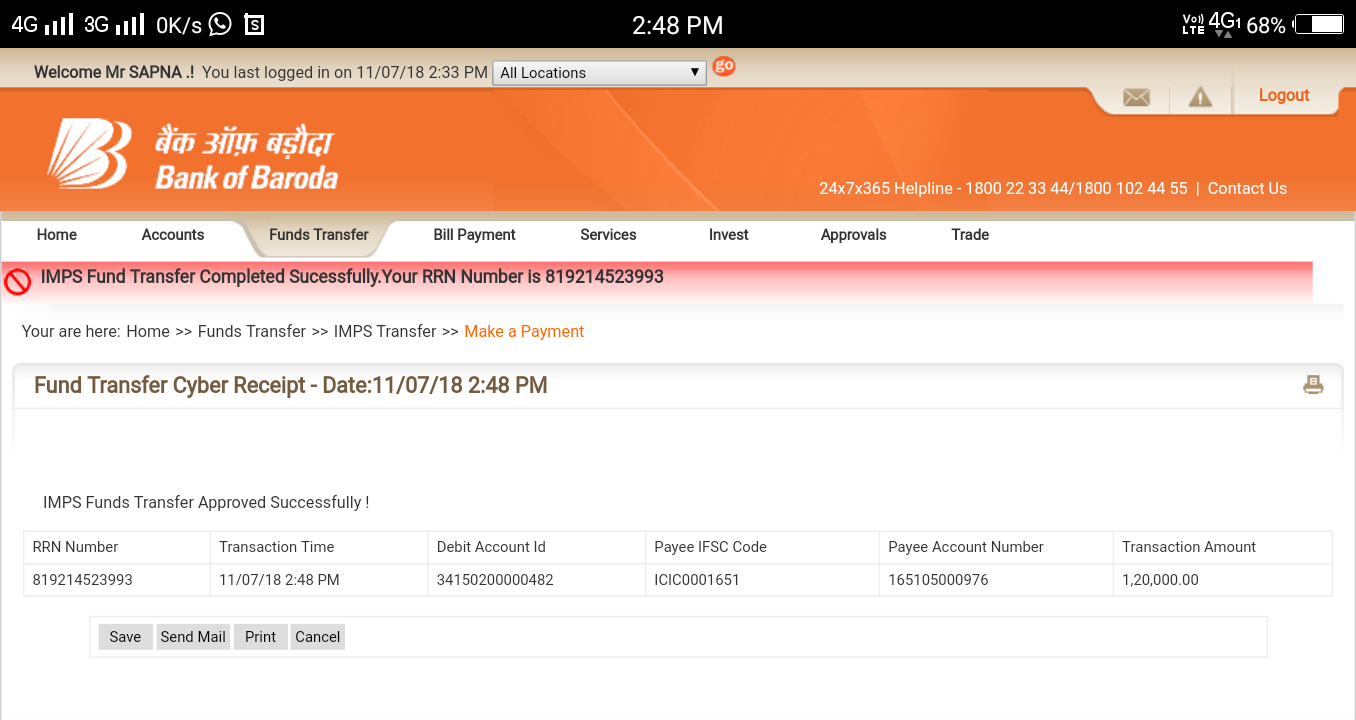 4G 3G 0K/s S 2:48 PM Vo)) LTE 4G1 68%
Welcome Mr SAPNA .! You last logged in on 11/07/18 2:33 PM All Locations go
Logout
बैंक ऑफ़ बड़ौदा
Bank of Baroda
24x7x365 Helpline - 1800 22 33 44/1800 102 44 55 | Contact Us
Home Accounts Funds Transfer Bill Payment Services Invest Approvals Trade
IMPS Fund Transfer Completed Sucessfully.Your RRN Number is 819214523993
Your are here: Home >> Funds Transfer >> IMPS Transfer >> Make a Payment
Fund Transfer Cyber Receipt - Date:11/07/18 2:48 PM
IMPS Funds Transfer Approved Successfully !
RRN Number Transaction Time Debit Account Id Payee IFSC Code Payee Account Number Transaction Amount
819214523993 11/07/18 2:48 PM 34150200000482 ICIC0001651 165105000976 1,20,000.00
Save Send Mail Print Cancel